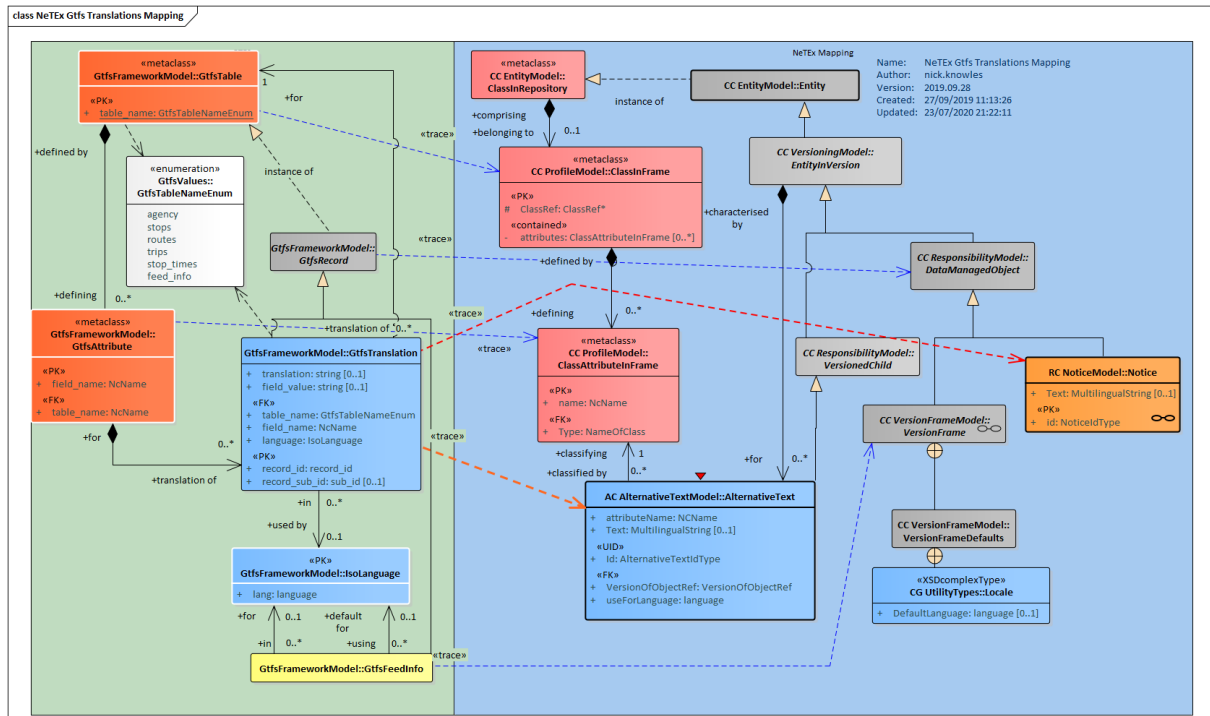 class NeTEx Gtfs Translations Mapping
NeTEx Mapping
Name: NeTEx Gtfs Translations Mapping
Author: nick.knowles
Version: 2019.09.28
Created: 27/09/2019 11:13:26
Updated: 23/07/2020 21:22:11
«metaclass»
GtfsFrameworkModel::GtfsTable
«PK»
+ table_name: GtfsTableNameEnum
1
+for
+defined by
«enumeration»
GtfsValues::
GtfsTableNameEnum
agency
stops
routes
trips
stop_times
feed_info
instance of
GtfsFrameworkModel::
GtfsRecord
+defining
0..*
«metaclass»
GtfsFrameworkModel::
GtfsAttribute
«PK»
+ field_name: NcName
«FK»
+ table_name: NcName
+for
0..*
+translation of
+translation of
0..*
GtfsFrameworkModel::GtfsTranslation
+ translation: string [0..1]
+ field_value: string [0..1]
«FK»
+ table_name: GtfsTableNameEnum
+ field_name: NcName
+ language: IsoLanguage
«PK»
+ record_id: record_id
+ record_sub_id: sub_id [0..1]
+in
0..*
+used by
0..1
«PK»
GtfsFrameworkModel::IsoLanguage
+ lang: language
+for
0..1
+default
for
0..1
+in
0..*
+using
0..*
GtfsFrameworkModel::GtfsFeedInfo
«trace»
«trace»
«trace»
«trace»
«trace»
«trace»
«metaclass»
CC EntityModel::
ClassInRepository
+comprising
+belonging to
0..1
instance of
CC EntityModel::Entity
«metaclass»
CC ProfileModel::ClassInFrame
«PK»
# ClassRef: ClassRef*
«contained»
- attributes: ClassAttributeInFrame [0..*]
+defined by
+defining
0..*
«metaclass»
CC ProfileModel::
ClassAttributeInFrame
«PK»
+ name: NcName
«FK»
+ Type: NameOfClass
+classifying
1
+classified by
0..*
CC VersioningModel::
EntityInVersion
+characterised
by
+for
0..*
CC ResponsibilityModel::
DataManagedObject
CC ResponsibilityModel::
VersionedChild
RC NoticeModel::Notice
+ Text: MultilingualString [0..1]
«PK»
+ id: NoticeIdType
CC VersionFrameModel::
VersionFrame
CC VersionFrameModel::
VersionFrameDefaults
«XSDcomplexType»
CG UtilityTypes::Locale
+ DefaultLanguage: language [0..1]
AC AlternativeTextModel::AlternativeText
+ attributeName: NCName
+ Text: MultilingualString [0..1]
«UID»
+ id: AlternativeTextIdType
«FK»
+ VersionOfObjectRef: VersionOfObjectRef
+ useForLanguage: language